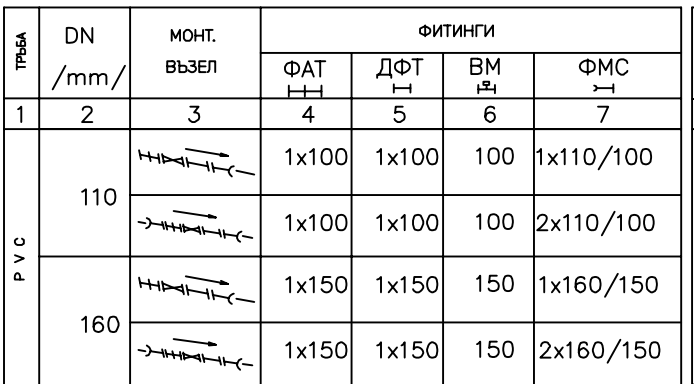 ТРЪБА DN /mm/ МОНТ. ВЪЗЕЛ ФИТИНГИ
ФАТ ДФТ ВМ ФМС
1 2 3 4 5 6 7
PVC 110 1x100 1x100 100 1x110/100
1x100 1x100 100 2x110/100
160 1x150 1x150 150 1x160/150
1x150 1x150 150 2x160/150